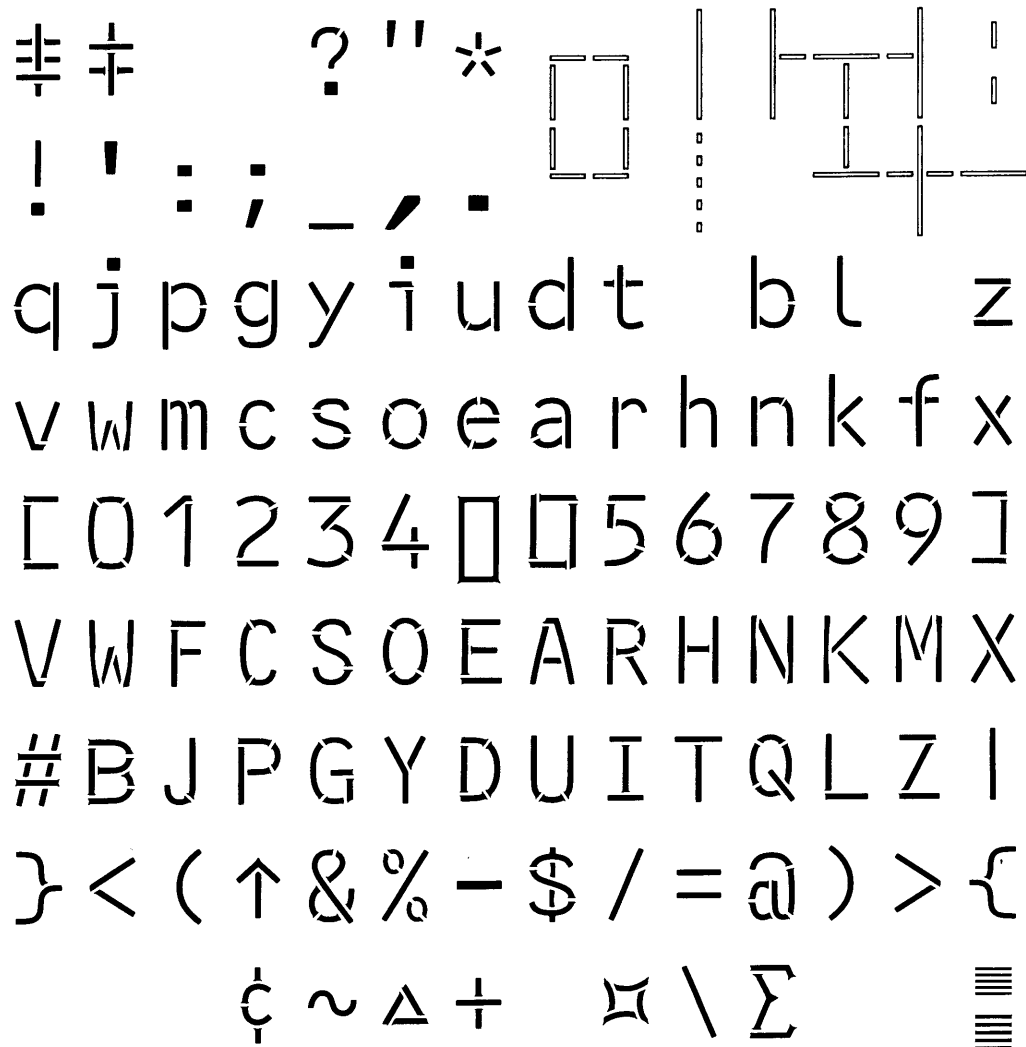 ⧧ ‡ ? " *
! ' : ; _ , .
q j p g y i u d t b l z
v w m c s o e a r h n k f x
[ 0 1 2 3 4 ▯ [] 5 6 7 8 9 ]
V W F C S O E A R H N K M X
# B J P G Y D U I T Q L Z |
} < ( ↑ & % - $ / = @ ) > {
¢ ~ △ + ¤ \ Σ